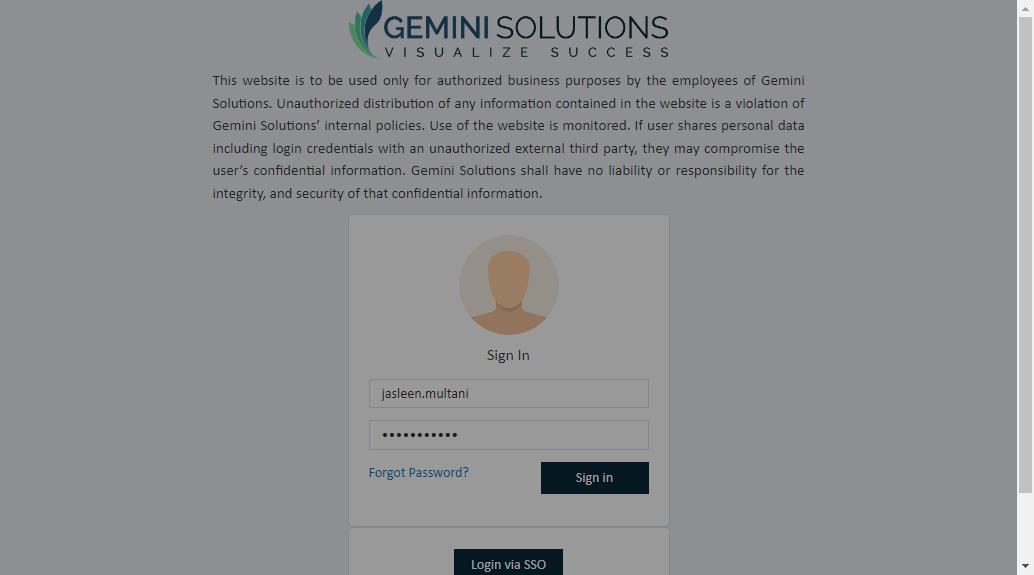 GEMINI SOLUTIONS
VISUALIZE SUCCESS
This website is to be used only for authorized business purposes by the employees of Gemini
Solutions. Unauthorized distribution of any information contained in the website is a violation of
Gemini Solutions’ internal policies. Use of the website is monitored. If user shares personal data
including login credentials with an unauthorized external third party, they may compromise the
user’s confidential information. Gemini Solutions shall have no liability or responsibility for the
integrity, and security of that confidential information.
Sign In
jasleen.multani
•••••••••••
Forgot Password?
Sign in
Login via SSO